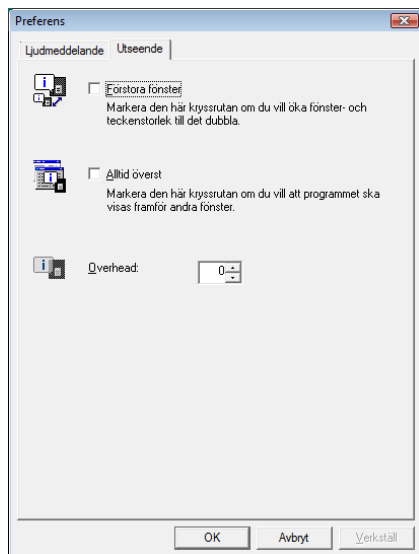 Preferens
Ljudmeddelande Utseende
Förstora fönster
Markera den här kryssrutan om du vill öka fönster- och
teckenstorlek till det dubbla.
Alltid överst
Markera den här kryssrutan om du vill att programmet ska
visas framför andra fönster.
Overhead: 0
OK Avbryt Verkställ